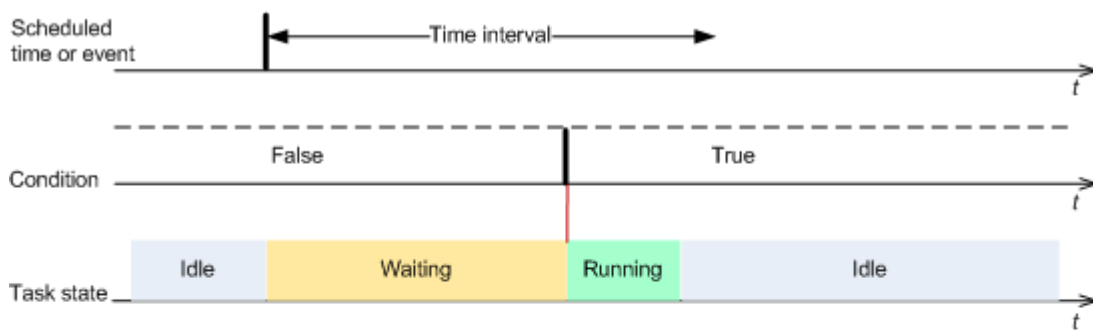 Scheduled
time or event
Time interval
t
False
True
Condition
t
Idle
Waiting
Running
Idle
Task state
t